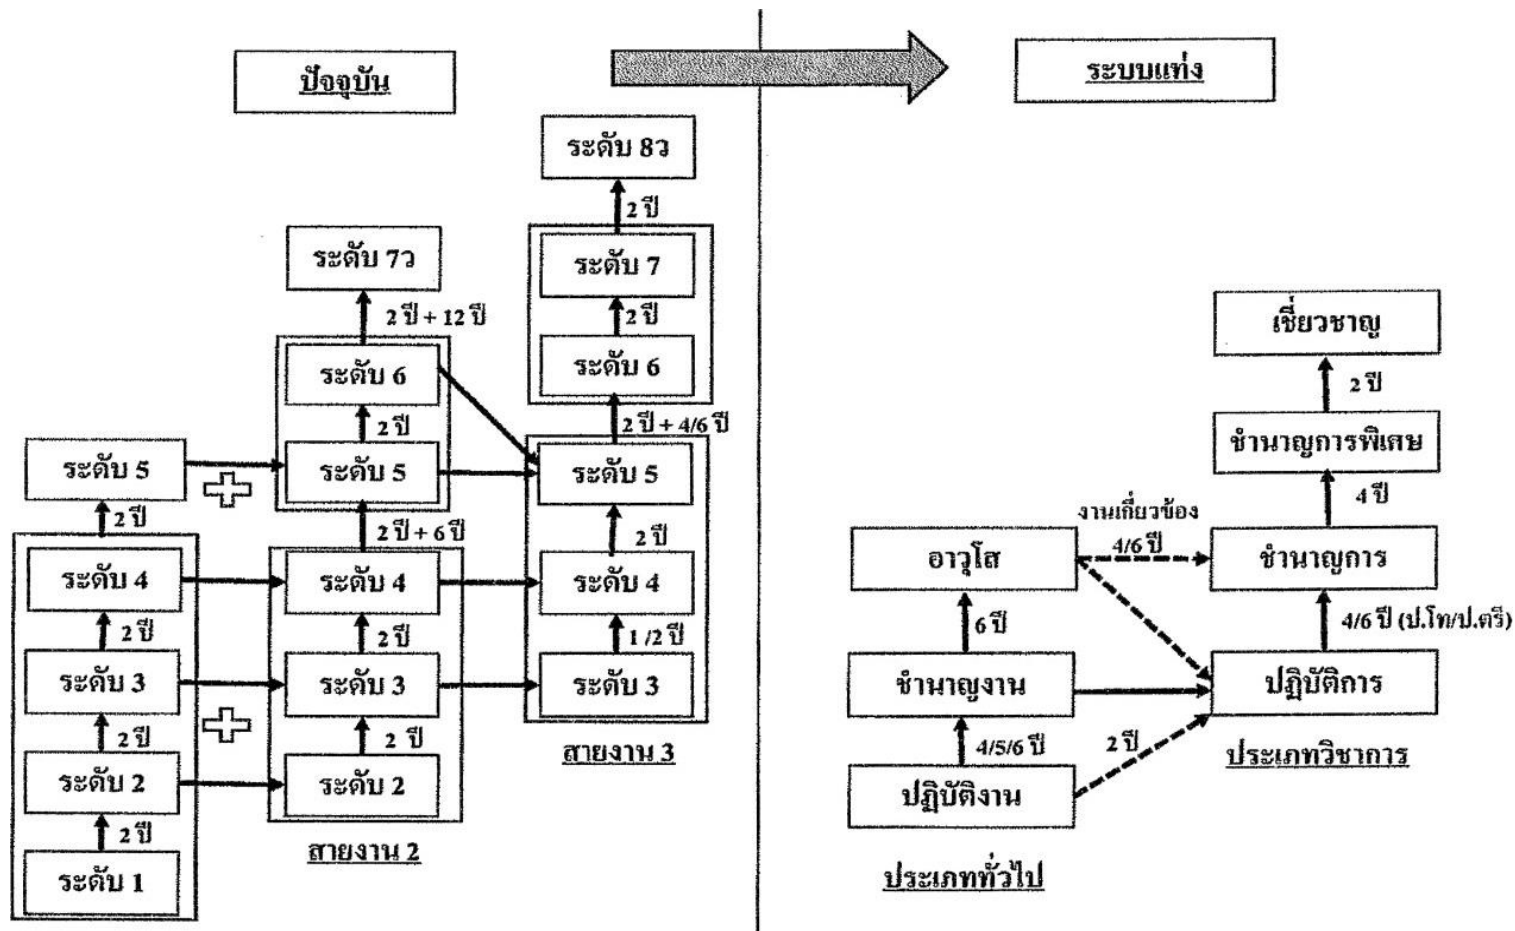 ปัจจุบัน
ระบบแท่ง
ระดับ 8ว
2 ปี
ระดับ 7
2 ปี
ระดับ 6
2 ปี + 4/6 ปี
ระดับ 5
2 ปี
ระดับ 4
1 /2 ปี
ระดับ 3
สายงาน 3
ระดับ 7ว
2 ปี + 12 ปี
ระดับ 6
2 ปี
ระดับ 5
2 ปี + 6 ปี
ระดับ 4
2 ปี
ระดับ 3
2 ปี
ระดับ 2
สายงาน 2
ระดับ 5
2 ปี
ระดับ 4
2 ปี
ระดับ 3
2 ปี
ระดับ 2
2 ปี
ระดับ 1
เชี่ยวชาญ
2 ปี
ชำนาญการพิเศษ
4 ปี
งานเกี่ยวข้อง
4/6 ปี
ชำนาญการ
4/6 ปี (ป.โท/ป.ตรี)
ปฏิบัติการ
ประเภทวิชาการ
อาวุโส
6 ปี
ชำนาญงาน
4/5/6 ปี
2 ปี
ปฏิบัติงาน
ประเภททั่วไป